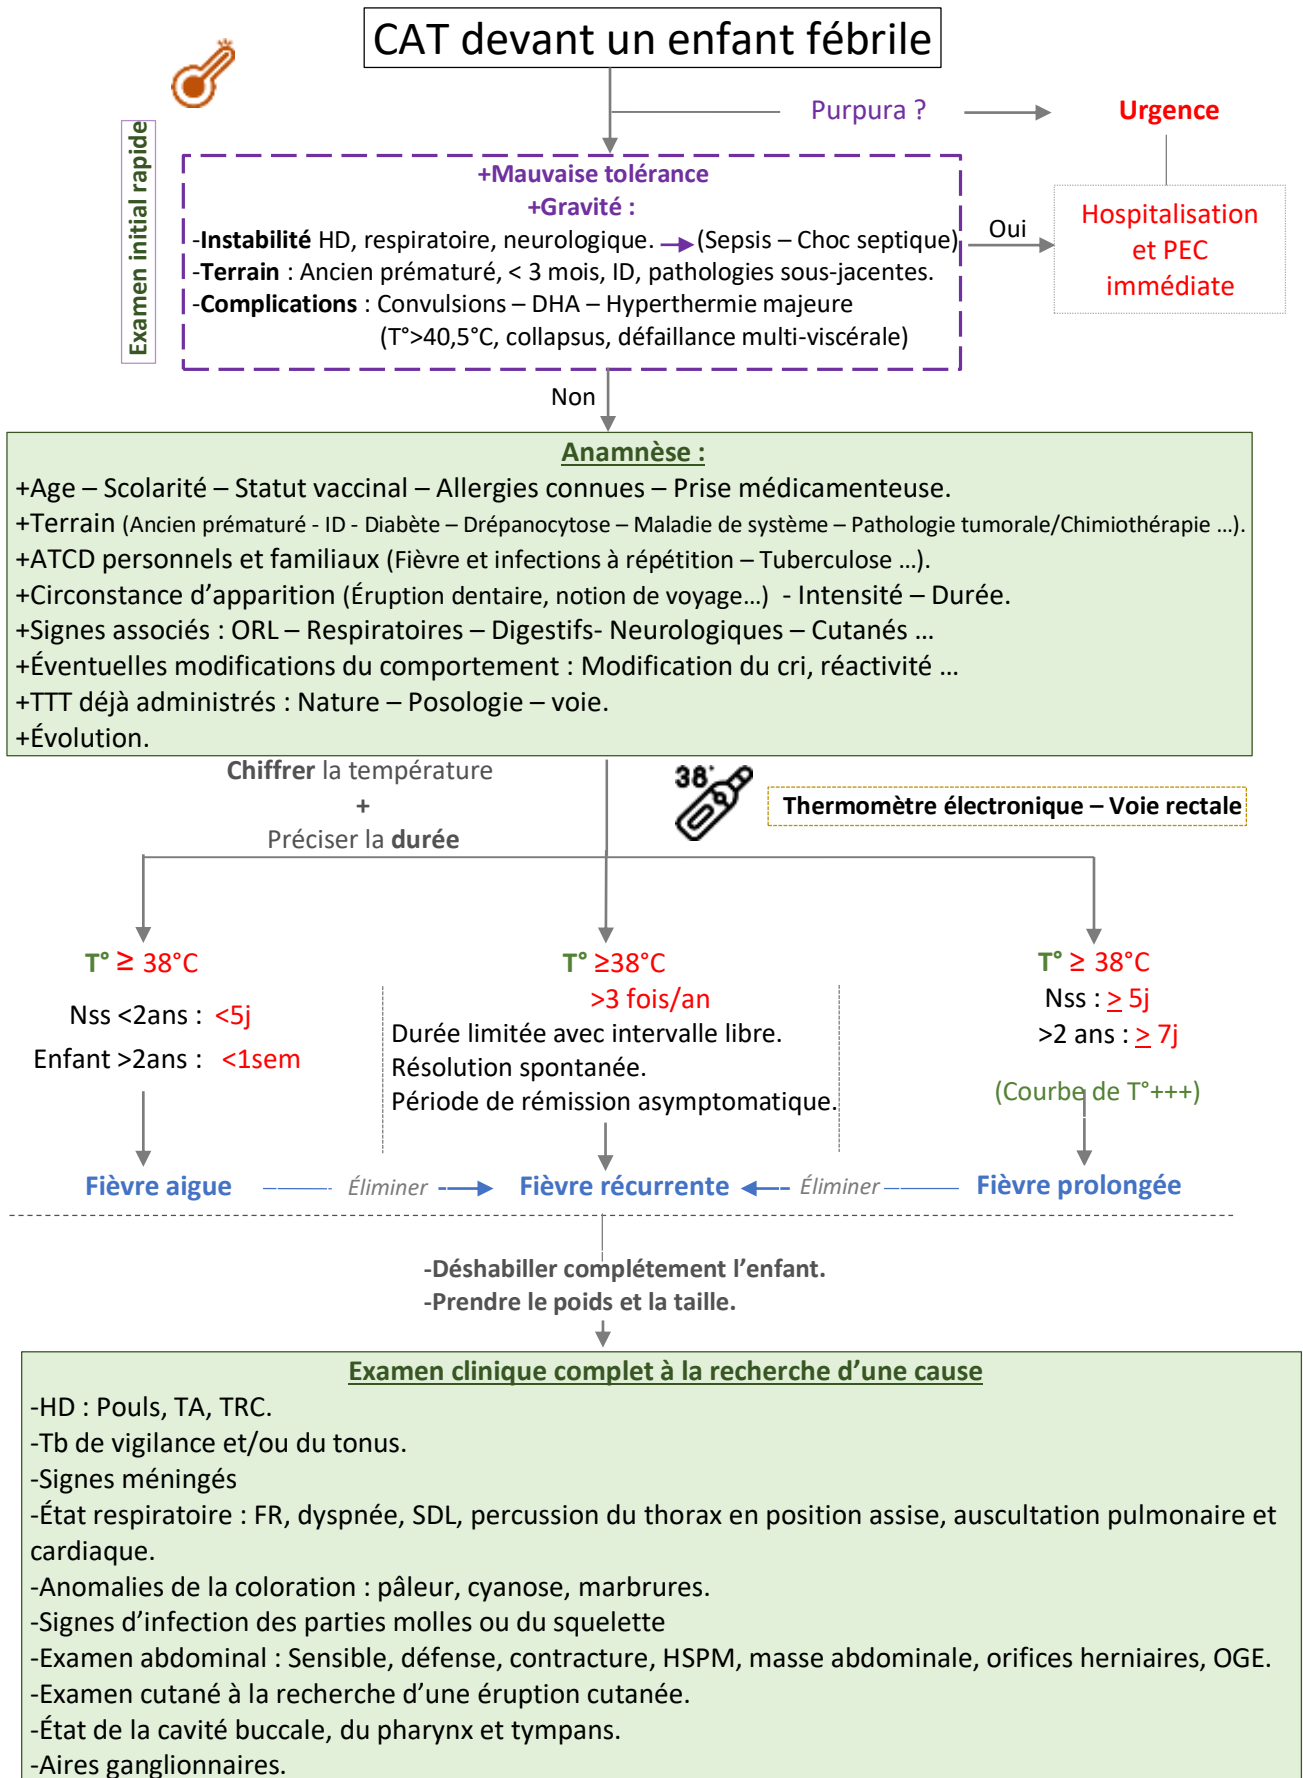 CAT devant un enfant fébrile
Purpura ?
Urgence
Examen initial rapide
+Mauvaise tolérance
+Gravité :
-Instabilité HD, respiratoire, neurologique. (Sepsis – Choc septique)
-Terrain : Ancien prématuré, < 3 mois, ID, pathologies sous-jacentes.
-Complications : Convulsions – DHA – Hyperthermie majeure
(T°>40,5°C, collapsus, défaillance multi-viscérale)
Oui
Hospitalisation
et PEC
immédiate
Non
Anamnèse :
+Age – Scolarité – Statut vaccinal – Allergies connues – Prise médicamenteuse.
+Terrain (Ancien prématuré - ID - Diabète – Drépanocytose – Maladie de système – Pathologie tumorale/Chimiothérapie ...).
+ATCD personnels et familiaux (Fièvre et infections à répétition – Tuberculose ...).
+Circonstance d'apparition (Éruption dentaire, notion de voyage...) - Intensité – Durée.
+Signes associés : ORL – Respiratoires – Digestifs- Neurologiques – Cutanés ...
+Éventuelles modifications du comportement : Modification du cri, réactivité ...
+TTT déjà administrés : Nature – Posologie – voie.
+Évolution.
Chiffrer la température
+
Préciser la durée
38°
Thermomètre électronique – Voie rectale
T° ≥ 38°C
Nss <2ans : <5j
Enfant >2ans : <1sem
T° ≥38°C
>3 fois/an
Durée limitée avec intervalle libre.
Résolution spontanée.
Période de rémission asymptomatique.
T° ≥ 38°C
Nss : ≥ 5j
>2 ans : ≥ 7j
(Courbe de T°+++)
Fièvre aigue
Éliminer
Fièvre récurrente
Éliminer
Fièvre prolongée
-Déshabiller complétement l'enfant.
-Prendre le poids et la taille.
Examen clinique complet à la recherche d'une cause
-HD : Pouls, TA, TRC.
-Tb de vigilance et/ou du tonus.
-Signes méningés
-État respiratoire : FR, dyspnée, SDL, percussion du thorax en position assise, auscultation pulmonaire et
cardiaque.
-Anomalies de la coloration : pâleur, cyanose, marbrures.
-Signes d'infection des parties molles ou du squelette
-Examen abdominal : Sensible, défense, contracture, HSPM, masse abdominale, orifices herniaires, OGE.
-Examen cutané à la recherche d'une éruption cutanée.
-État de la cavité buccale, du pharynx et tympans.
-Aires ganglionnaires.